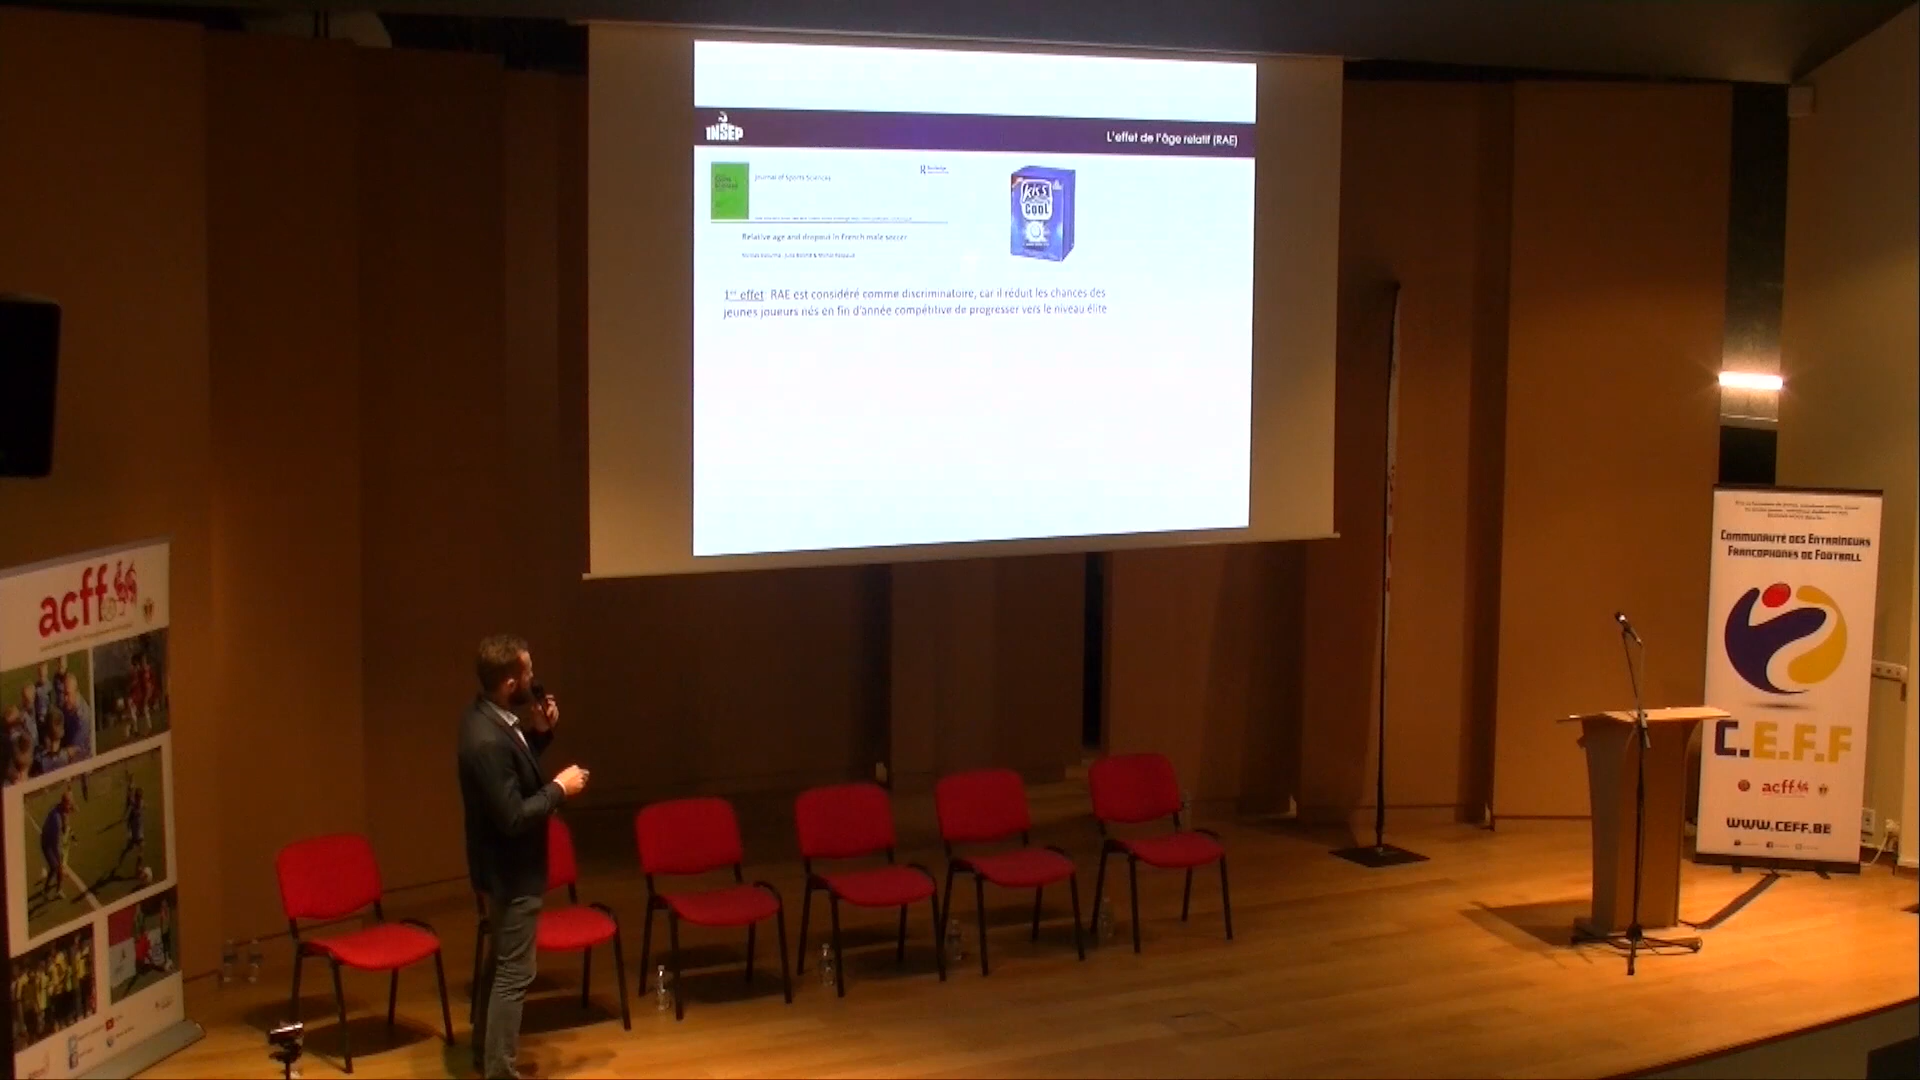 INSEP
L'effet de l'âge relatif (RAE)
Journal of Sports Sciences
Routledge
kiss
COOL
Relative age and dropout in French male soccer
1er effet RAE est considéré comme discriminatoire, car il réduit les chances des
jeunes joueurs nés en fin d'année compétitive de progresser vers le niveau élite
acff
Communauté des Entraîneurs
Francophones de Football
C.E.F.F
acff
www.ceff.be